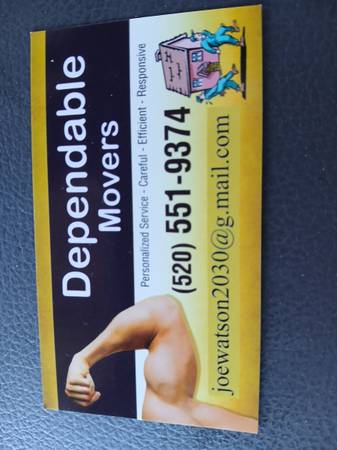 Dependable
Movers
Personalized Service - Careful - Efficient - Responsive
(520) 551-9374
joewatson2030@g.mail.com